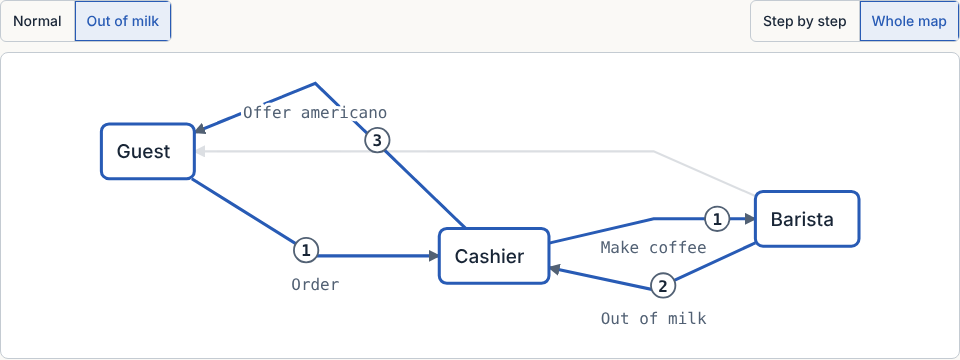 Normal
Out of milk
Step by step
Whole map
Offer americano
3
Guest
1
Order
Cashier
1
Make coffee
Barista
2
Out of milk